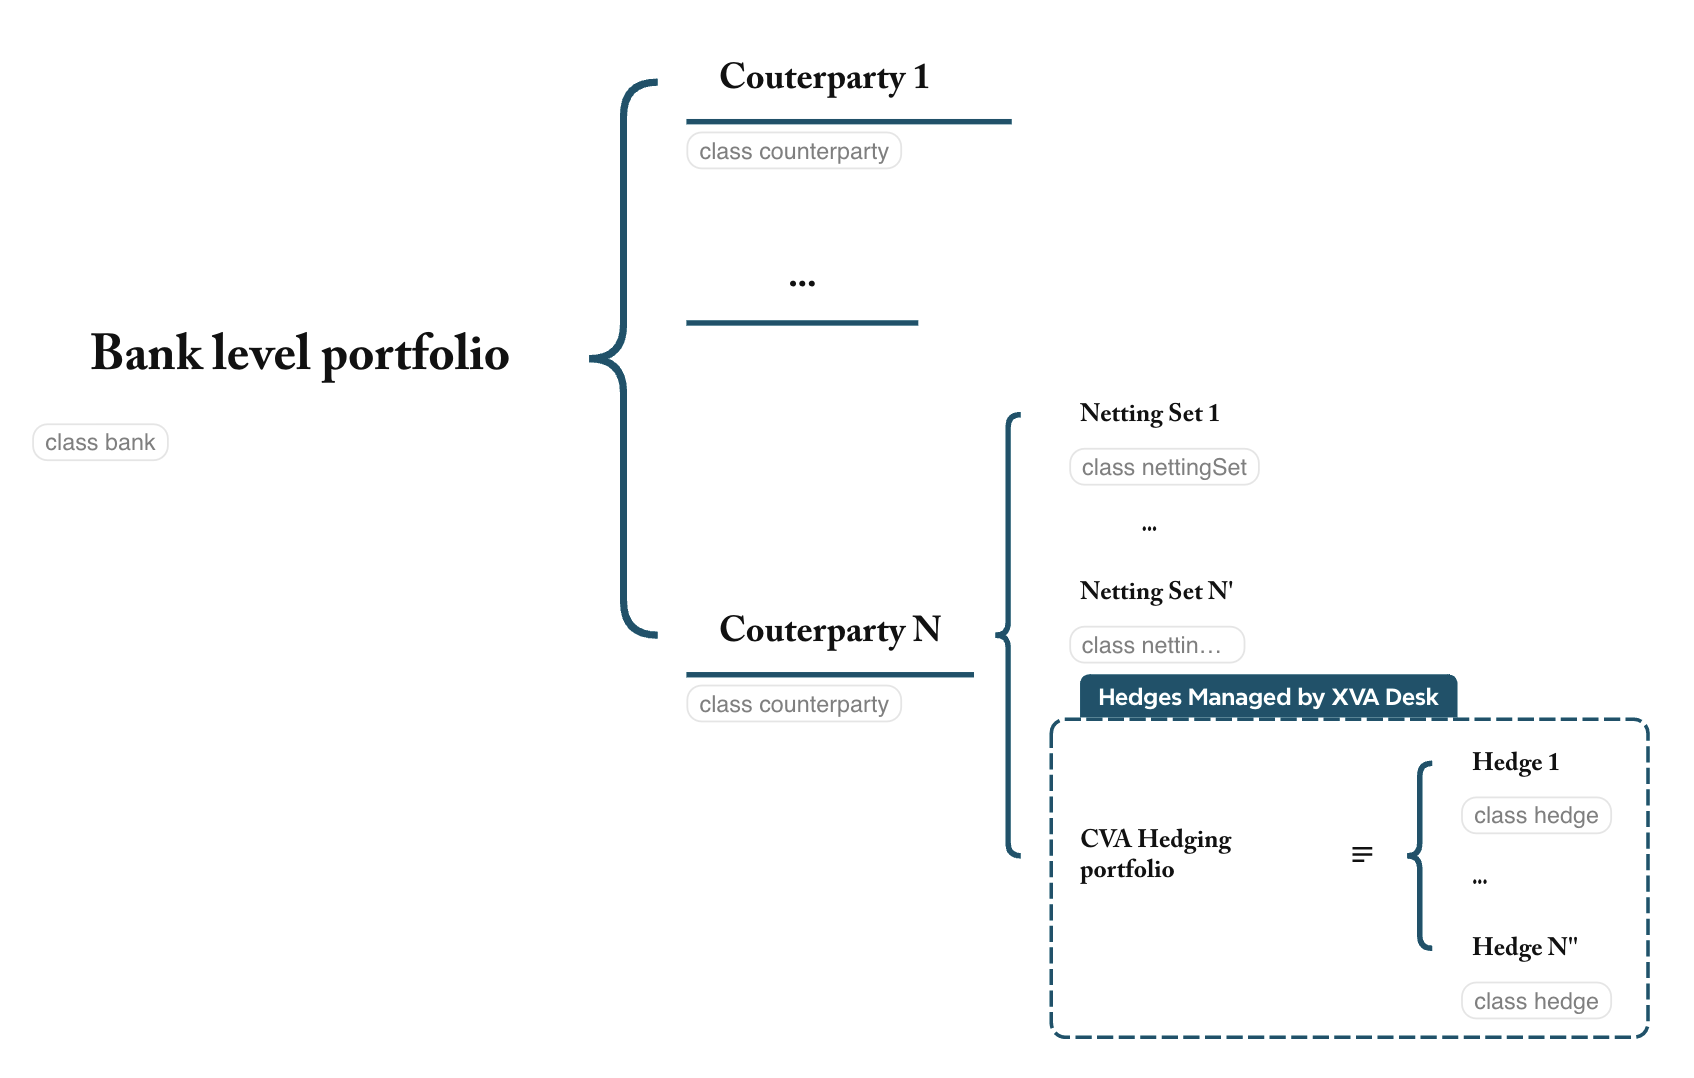 Couterparty 1
class counterparty
...
Bank level portfolio
class bank
Netting Set 1
class nettingSet
...
Netting Set N'
class nettin…
Couterparty N
class counterparty
Hedges Managed by XVA Desk
Hedge 1
class hedge
CVA Hedging
portfolio
...
Hedge N"
class hedge